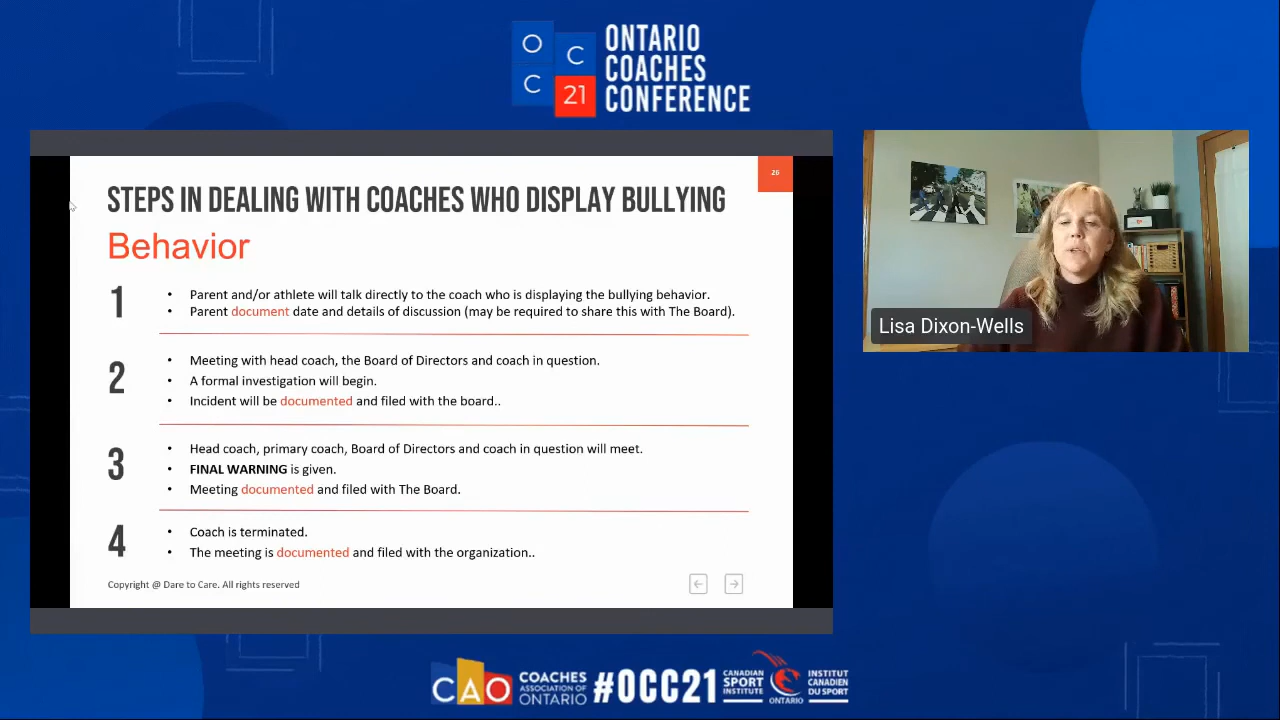 O
C
C
21
ONTARIO
COACHES
CONFERENCE
26
STEPS IN DEALING WITH COACHES WHO DISPLAY BULLYING
Behavior
1
• Parent and/or athlete will talk directly to the coach who is displaying the bullying behavior.
• Parent document date and details of discussion (may be required to share this with The Board).
2
• Meeting with head coach, the Board of Directors and coach in question.
• A formal investigation will begin.
• Incident will be documented and filed with the board..
3
• Head coach, primary coach, Board of Directors and coach in question will meet.
• FINAL WARNING is given.
• Meeting documented and filed with The Board.
4
• Coach is terminated.
• The meeting is documented and filed with the organization..
Copyright @ Dare to Care. All rights reserved
Lisa Dixon-Wells
CAO
COACHES
ASSOCIATION OF
ONTARIO
#OCC21
CANADIAN
SPORT
INSTITUTE
ONTARIO
INSTITUT
CANADIEN
DU SPORT